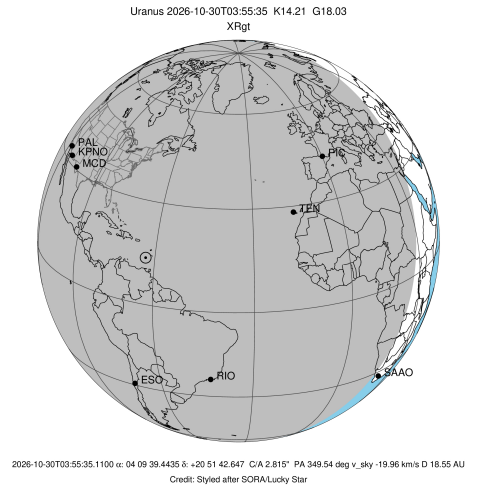 Uranus 2026-10-30T03:55:35 K14.21 G18.03
XRgt
PAL
KPNO
MCD
PIC
TEN
ESO
RIO
SAAO
2026-10-30T03:55:35.1100 α: 04 09 39.4435 δ: +20 51 42.647 C/A 2.815" PA 349.54 deg v_sky -19.96 km/s D 18.55 AU
Credit: Styled after SORA/Lucky Star